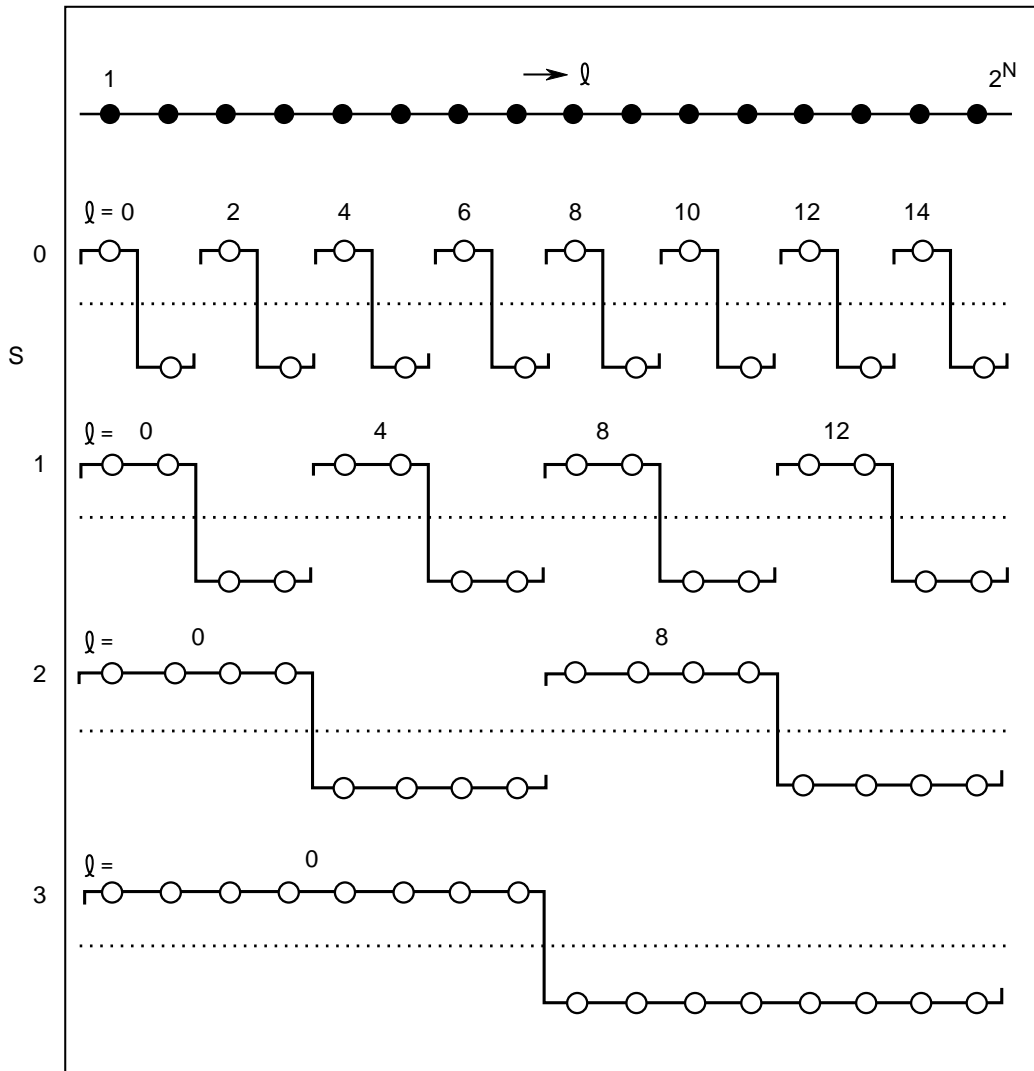 1 → ℓ 2^N
ℓ = 0 2 4 6 8 10 12 14
0
S
ℓ = 0 4 8 12
1
ℓ = 0 8
2
ℓ = 0
3